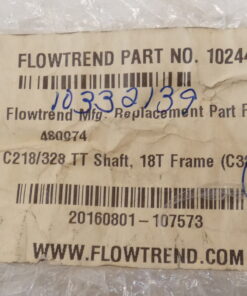 FLOWTREND PART NO. 10244
10332139
Flowtrend Mfg. Replacement Part F
480074
C218/328 TT Shaft, 18T Frame (C32
20160801-107573
WWW.FLOWTREND.COM